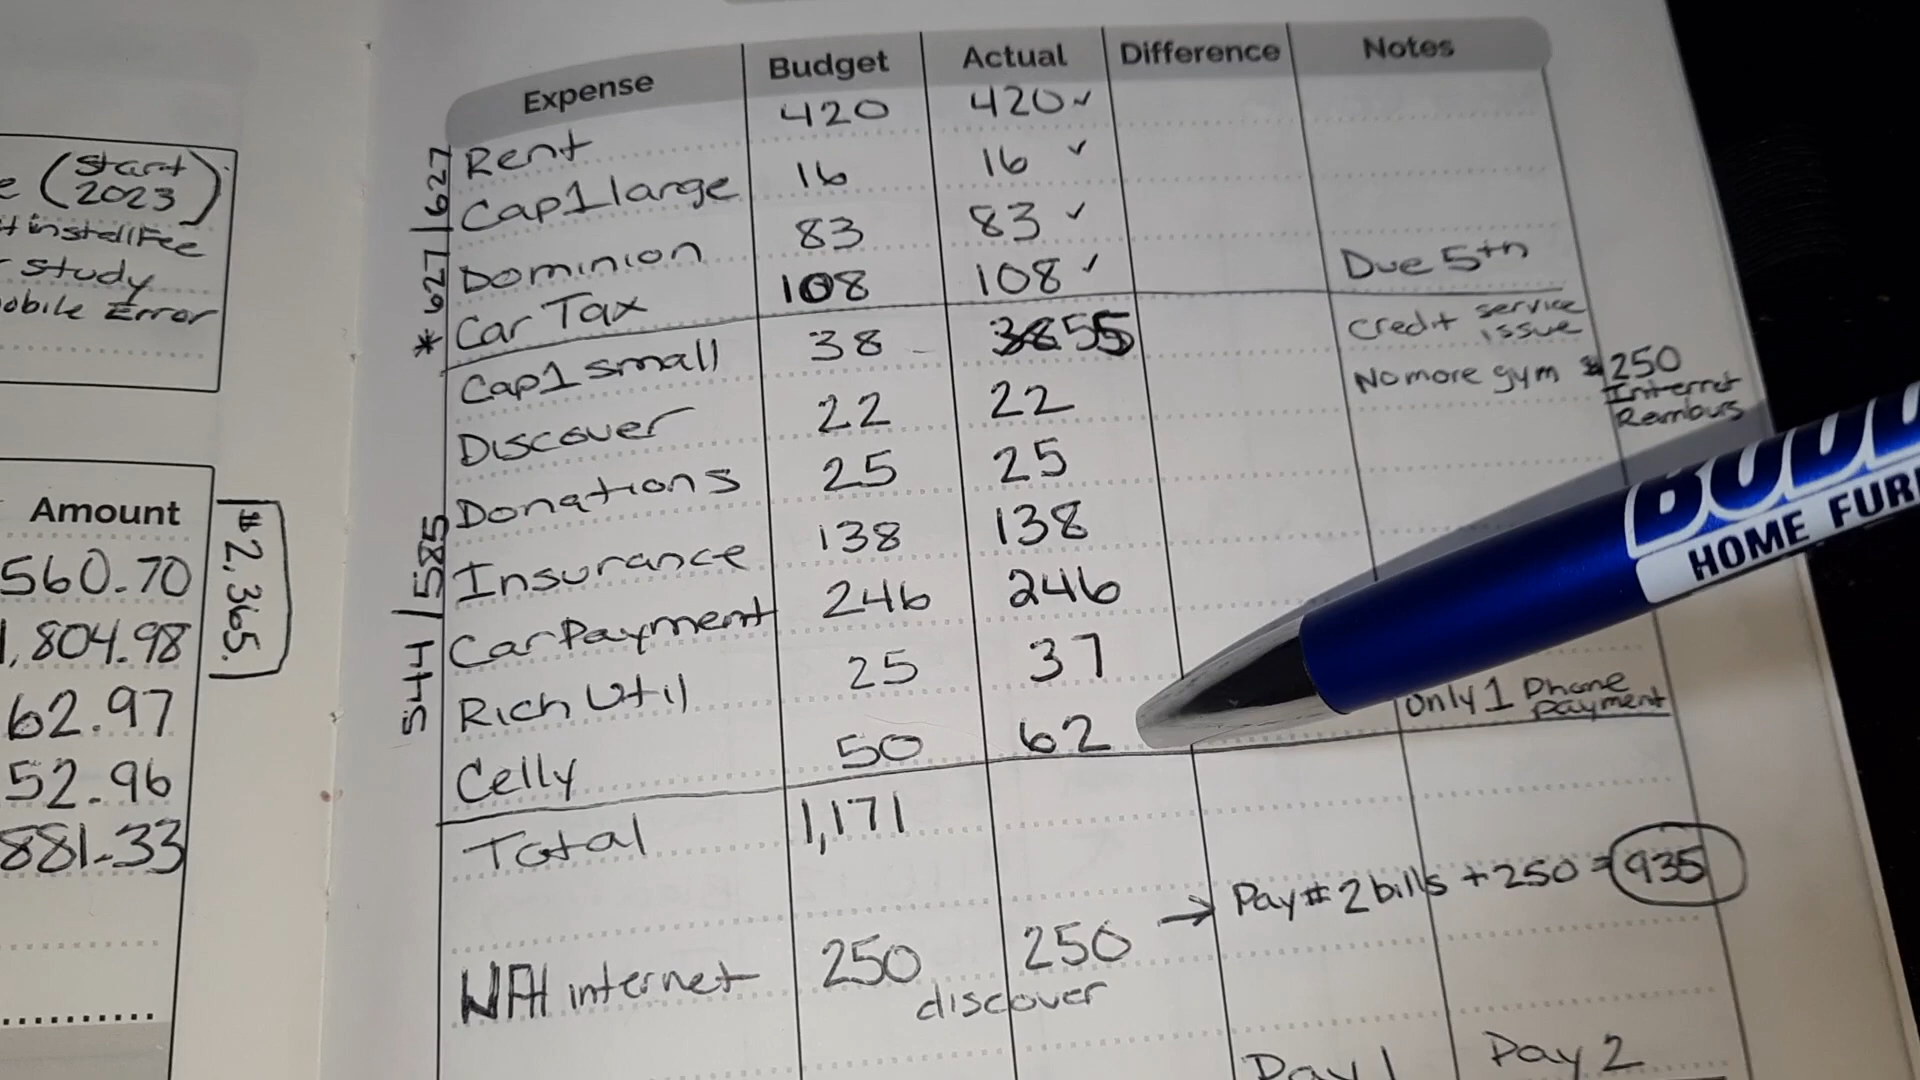 (Start
2023)
install Fee
Study
Error
Amount
560.70
1,804.98
62.97
52.96
881.33
$2,365.
* 627 | 627
544 | 585
Expense Budget Actual Difference Notes
Rent 420 420 ✓
Cap1 large 16 16 ✓
Dominion 83 83 ✓
Car Tax 108 108 ✓ Due 5th
Cap1 small 38 38 55 Credit service issue
Discover 22 22 No more gym $250 Internet Reimburs
Donations 25 25
Insurance 138 138
Car Payment 246 246
Rich Util 25 37
Celly 50 62 only 1 Phone payment
Total 1,171
→ Pay #2 bills + 250 = 935
internet 250 250
discover
Pay 1 Pay 2
HOME